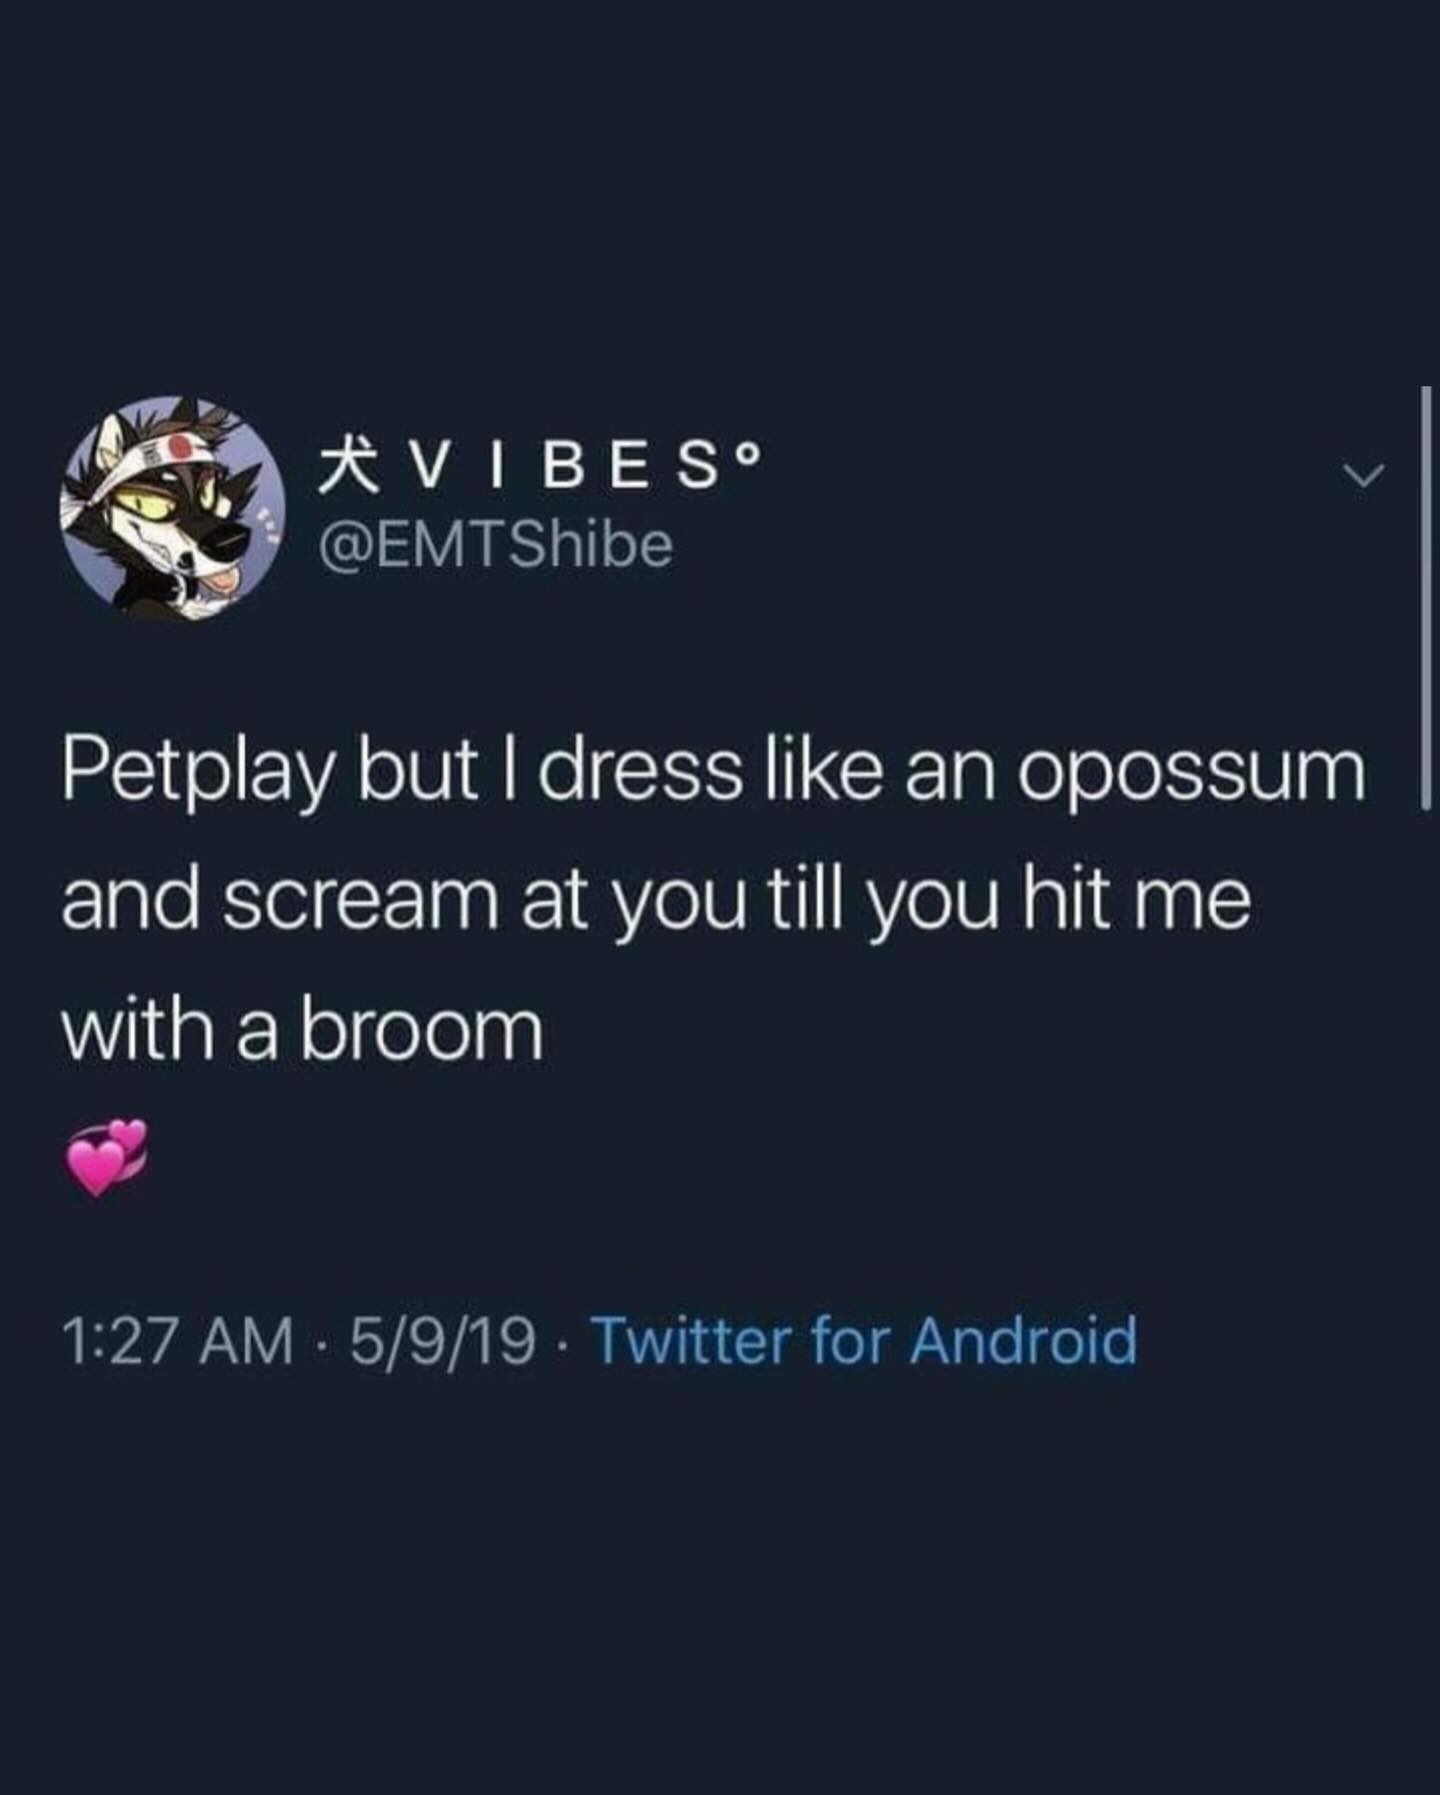 犬 V I B E S °
@EMTShibe
Petplay but I dress like an opossum
and scream at you till you hit me
with a broom
💞
1:27 AM · 5/9/19 · Twitter for Android